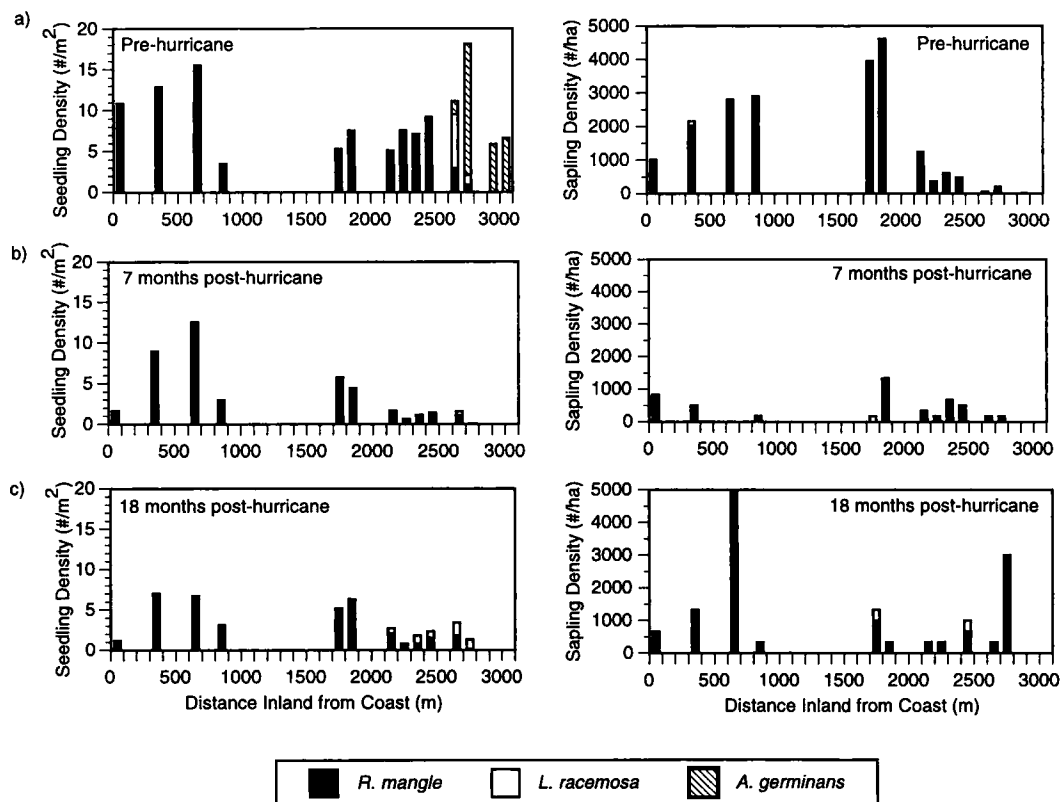 a)
Pre-hurricane
Seedling Density (#/m2)
20
15
10
5
0
0 500 1000 1500 2000 2500 3000
Pre-hurricane
Sapling Density (#/ha)
5000
4000
3000
2000
1000
0
0 500 1000 1500 2000 2500 3000
b)
7 months post-hurricane
Seedling Density (#/m2)
20
15
10
5
0
0 500 1000 1500 2000 2500 3000
7 months post-hurricane
Sapling Density (#/ha)
5000
4000
3000
2000
1000
0
0 500 1000 1500 2000 2500 3000
c)
18 months post-hurricane
Seedling Density (#/m2)
20
15
10
5
0
0 500 1000 1500 2000 2500 3000
Distance Inland from Coast (m)
18 months post-hurricane
Sapling Density (#/ha)
5000
4000
3000
2000
1000
0
0 500 1000 1500 2000 2500 3000
Distance Inland from Coast (m)
R. mangle
L. racemosa
A. germinans